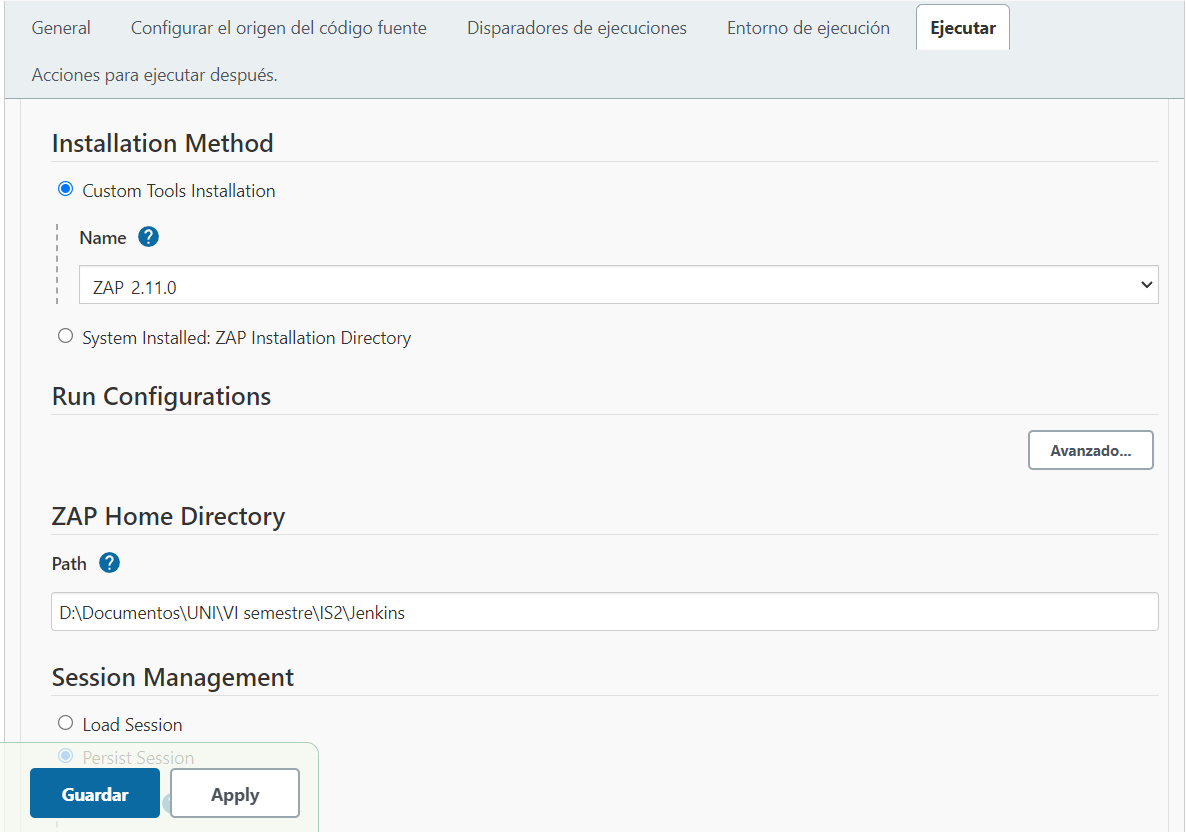 General Configurar el origen del código fuente Disparadores de ejecuciones Entorno de ejecución Ejecutar
Acciones para ejecutar después.
Installation Method
Custom Tools Installation
Name ?
ZAP 2.11.0
System Installed: ZAP Installation Directory
Run Configurations
Avanzado...
ZAP Home Directory
Path ?
D:\Documentos\UNI\VI semestre\IS2\Jenkins
Session Management
Load Session
Persist Session
Guardar Apply